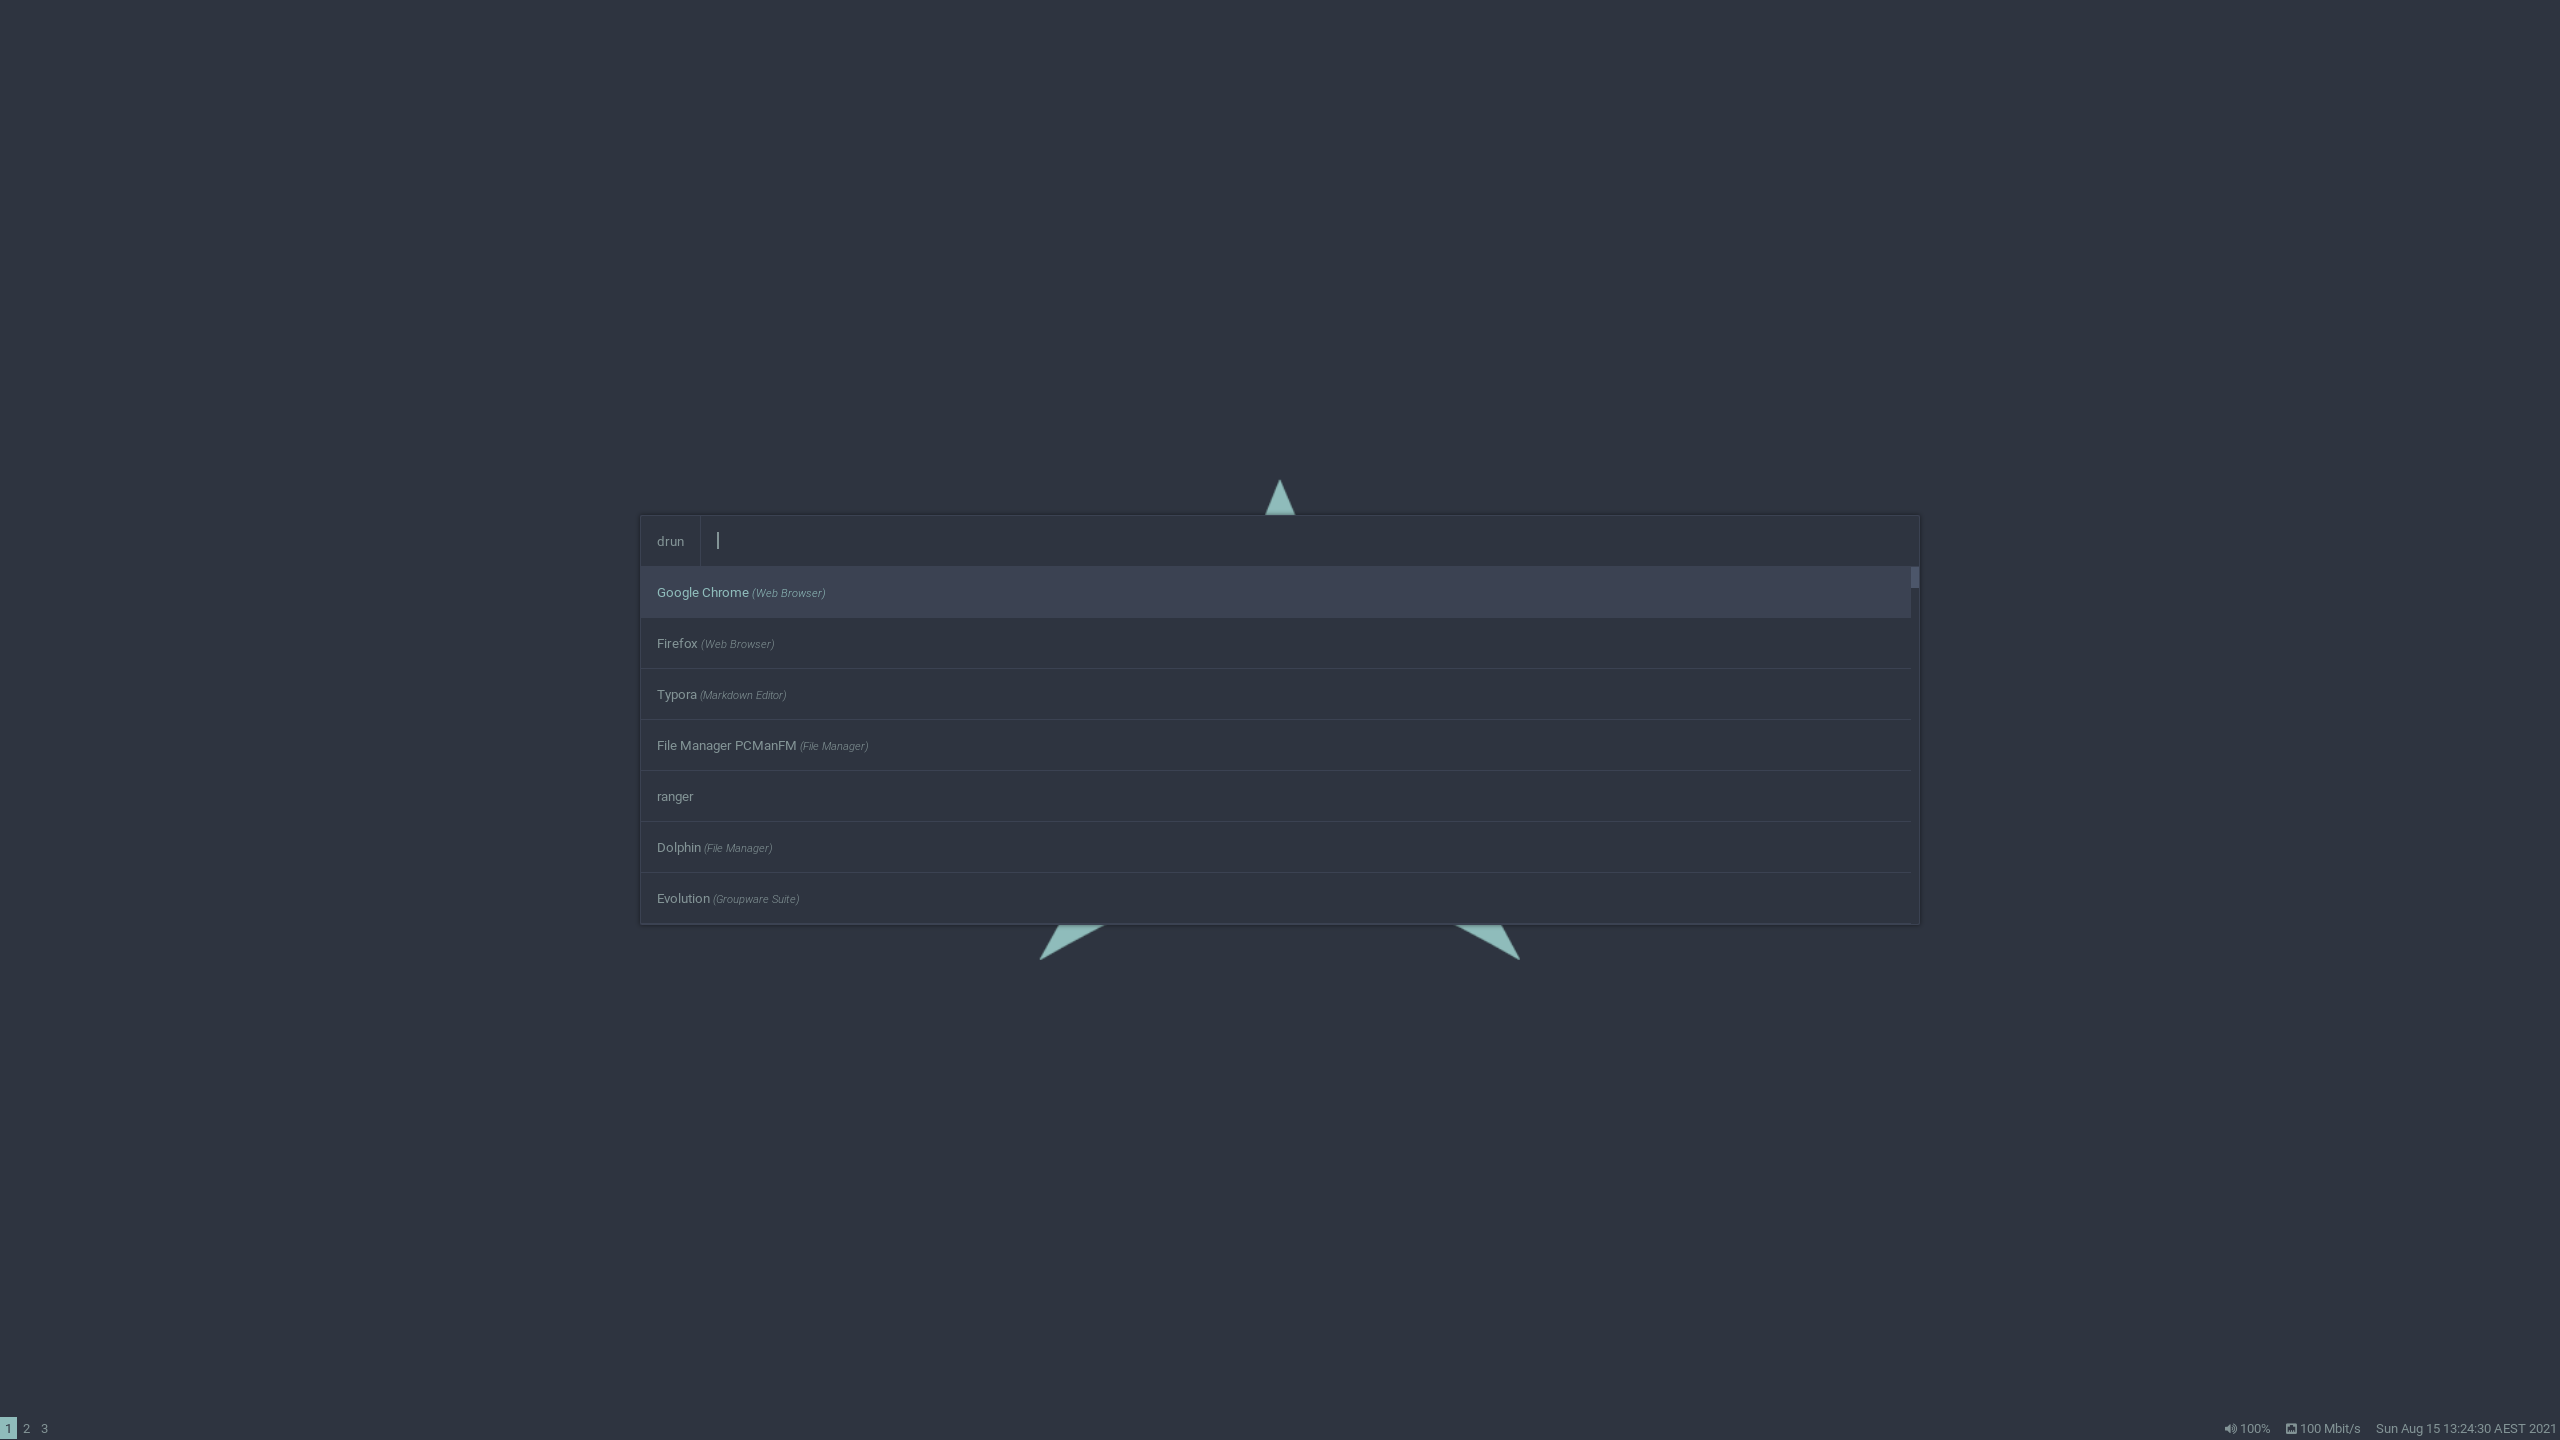 drun
Google Chrome (Web Browser)
Firefox (Web Browser)
Typora (Markdown Editor)
File Manager PCManFM (File Manager)
ranger
Dolphin (File Manager)
Evolution (Groupware Suite)
1 2 3
100% 100 Mbit/s Sun Aug 15 13:24:30 AEST 2021